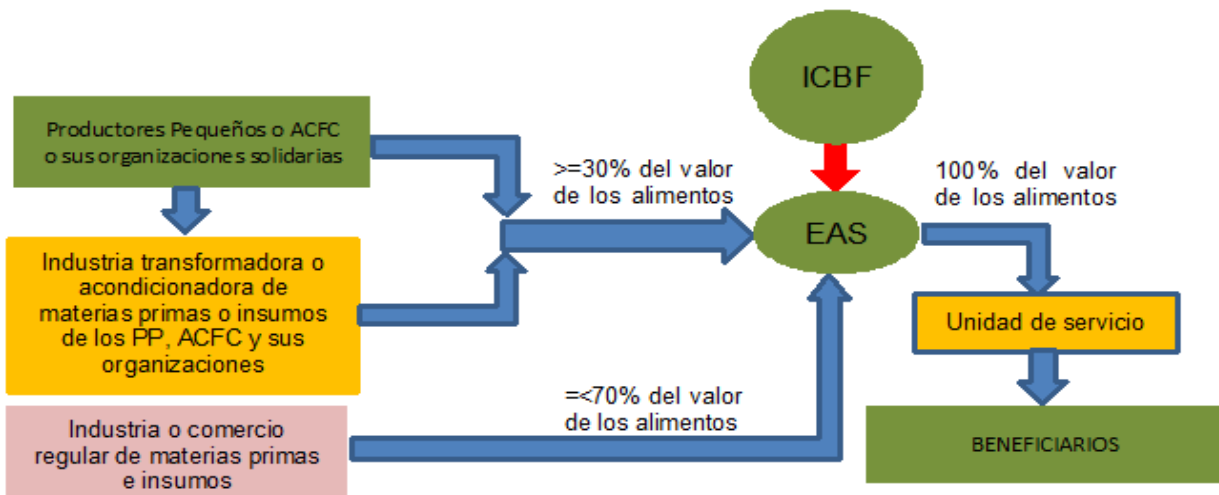 ICBF
Productores Pequeños o ACFC
o sus organizaciones solidarias
>=30% del valor
de los alimentos
100% del valor
de los alimentos
EAS
Industria transformadora o
acondicionadora de
materias primas o insumos
de los PP, ACFC y sus
organizaciones
Unidad de servicio
=<70% del valor
de los alimentos
Industria o comercio
regular de materias primas
e insumos
BENEFICIARIOS